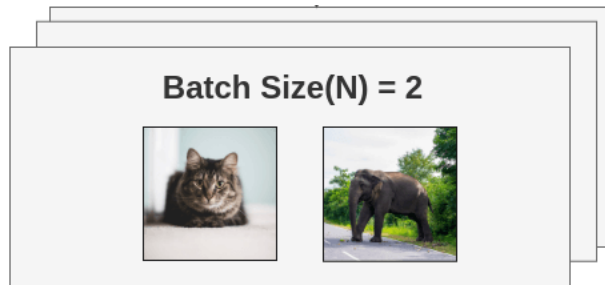 Batch Size(N) = 2